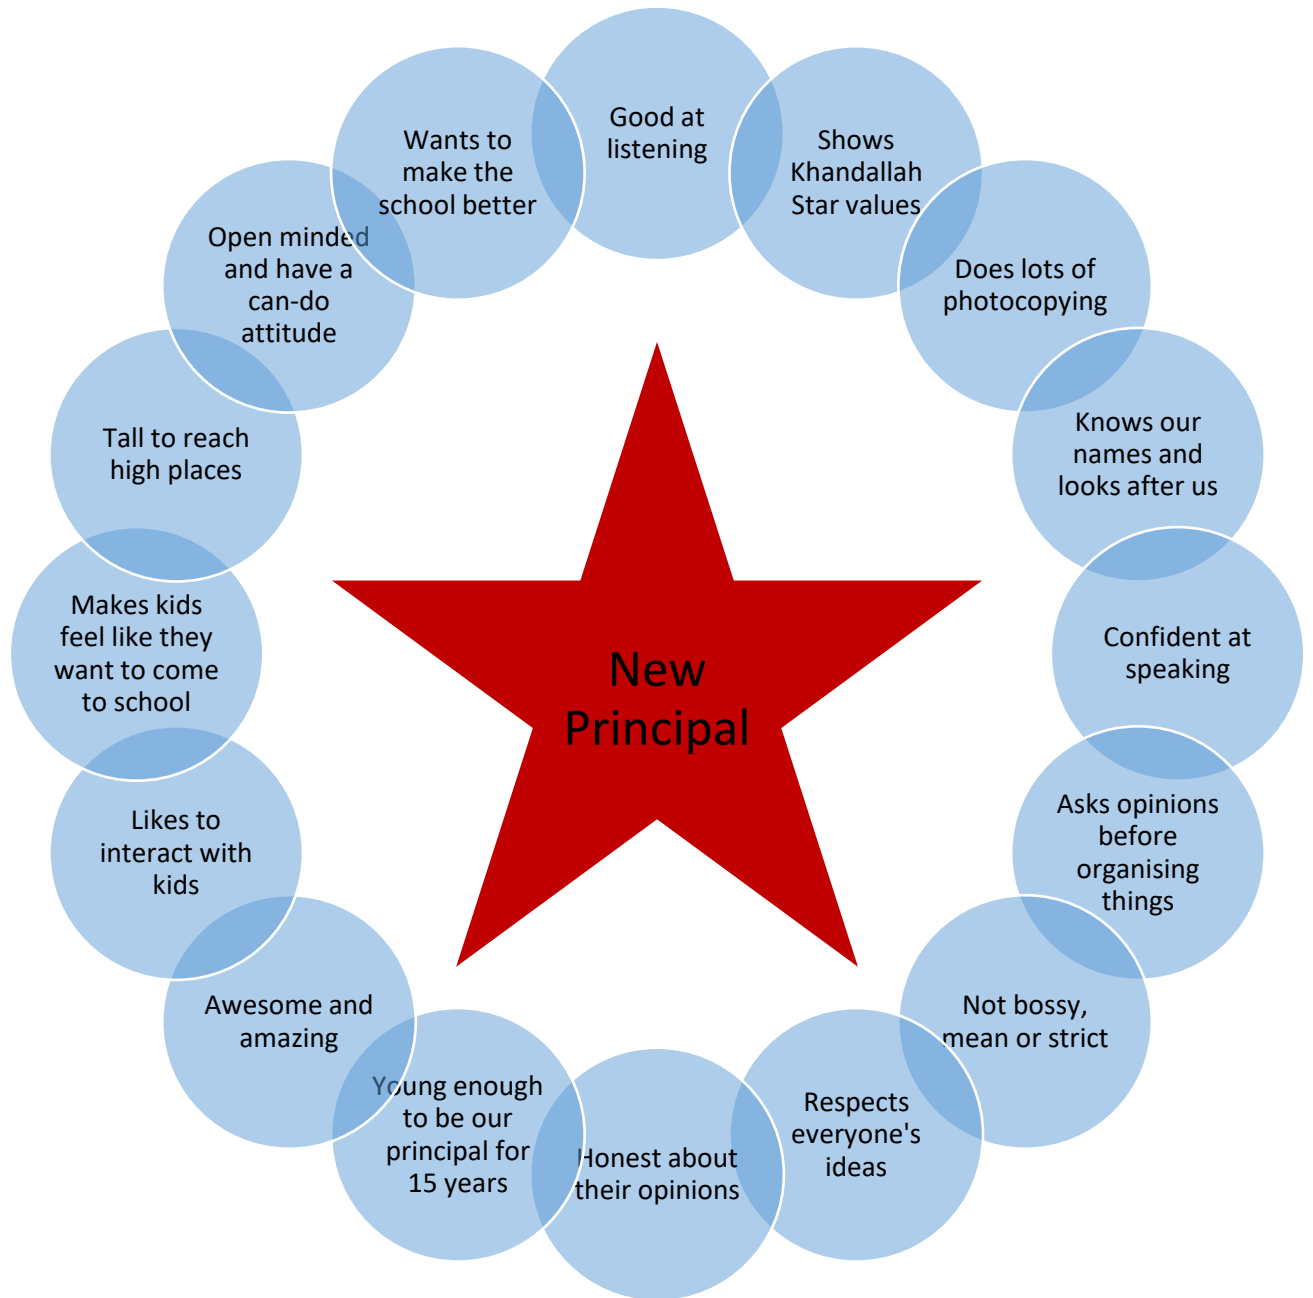 Good at
listening
Shows
Khandallah
Star values
Does lots of
photocopying
Knows our
names and
looks after us
Confident at
speaking
Asks opinions
before
organising
things
Not bossy,
mean or strict
Respects
everyone's
ideas
Honest about
their opinions
Young enough
to be our
principal for
15 years
Awesome and
amazing
Likes to
interact with
kids
Makes kids
feel like they
want to come
to school
Tall to reach
high places
Open minded
and have a
can-do
attitude
Wants to
make the
school better
New
Principal